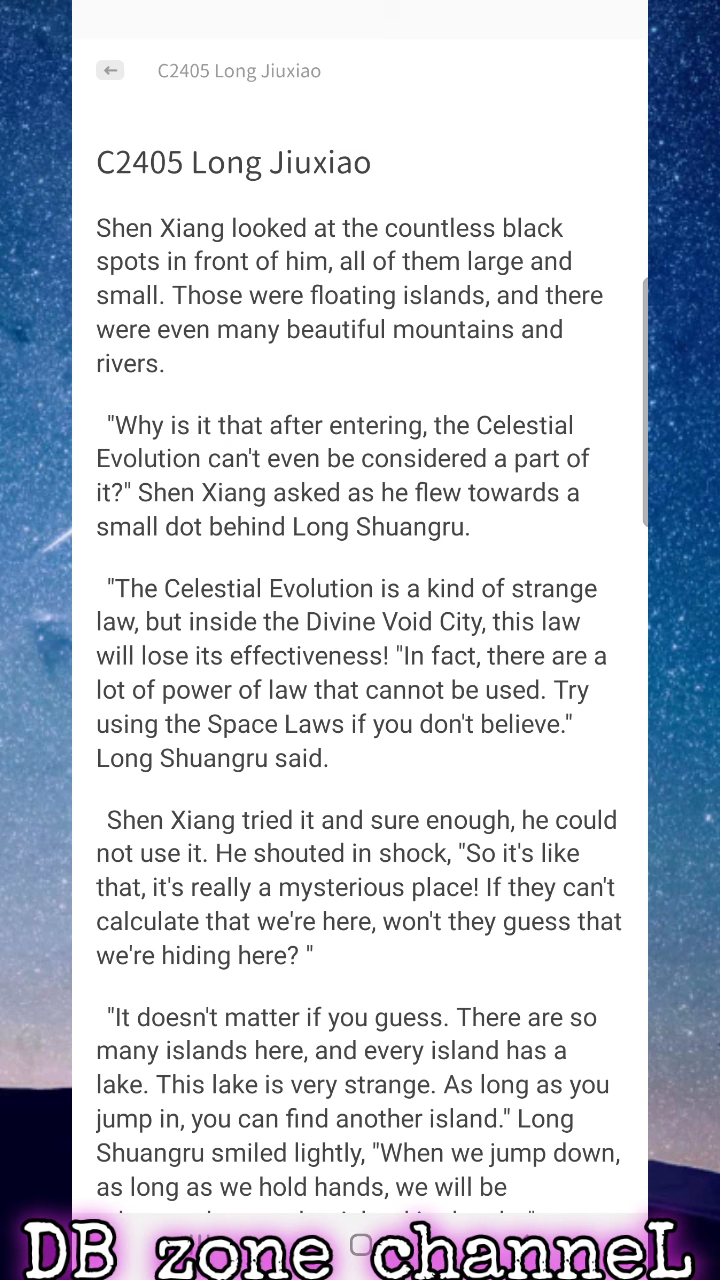 C2405 Long Jiuxiao
C2405 Long Jiuxiao
Shen Xiang looked at the countless black
spots in front of him, all of them large and
small. Those were floating islands, and there
were even many beautiful mountains and
rivers.
"Why is it that after entering, the Celestial
Evolution can't even be considered a part of
it?" Shen Xiang asked as he flew towards a
small dot behind Long Shuangru.
"The Celestial Evolution is a kind of strange
law, but inside the Divine Void City, this law
will lose its effectiveness! "In fact, there are a
lot of power of law that cannot be used. Try
using the Space Laws if you don't believe."
Long Shuangru said.
Shen Xiang tried it and sure enough, he could
not use it. He shouted in shock, "So it's like
that, it's really a mysterious place! If they can't
calculate that we're here, won't they guess that
we're hiding here? "
"It doesn't matter if you guess. There are so
many islands here, and every island has a
lake. This lake is very strange. As long as you
jump in, you can find another island." Long
Shuangru smiled lightly, "When we jump down,
as long as we hold hands, we will be
DB zone channeL